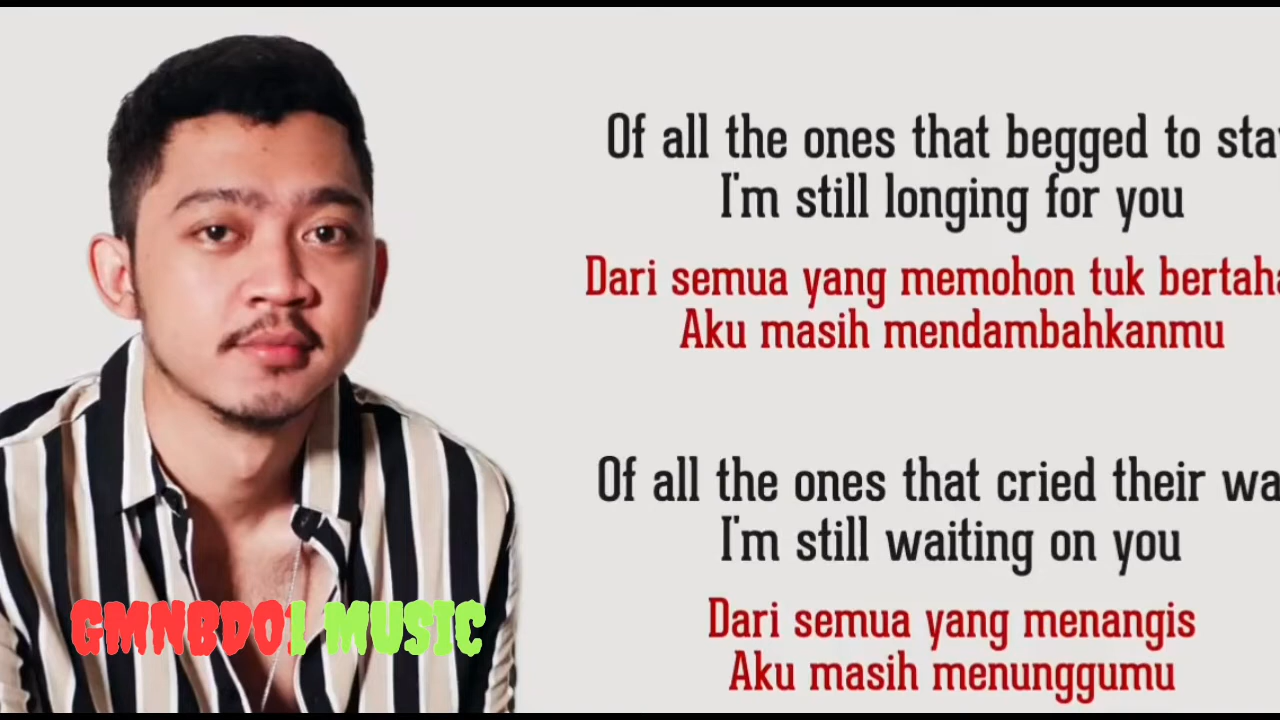 Of all the ones that begged to sta
I'm still longing for you
Dari semua yang memohon tuk bertaha
Aku masih mendambahkanmu
Of all the ones that cried their wa
I'm still waiting on you
Dari semua yang menangis
Aku masih menunggumu
GMNBD01 MUSIC